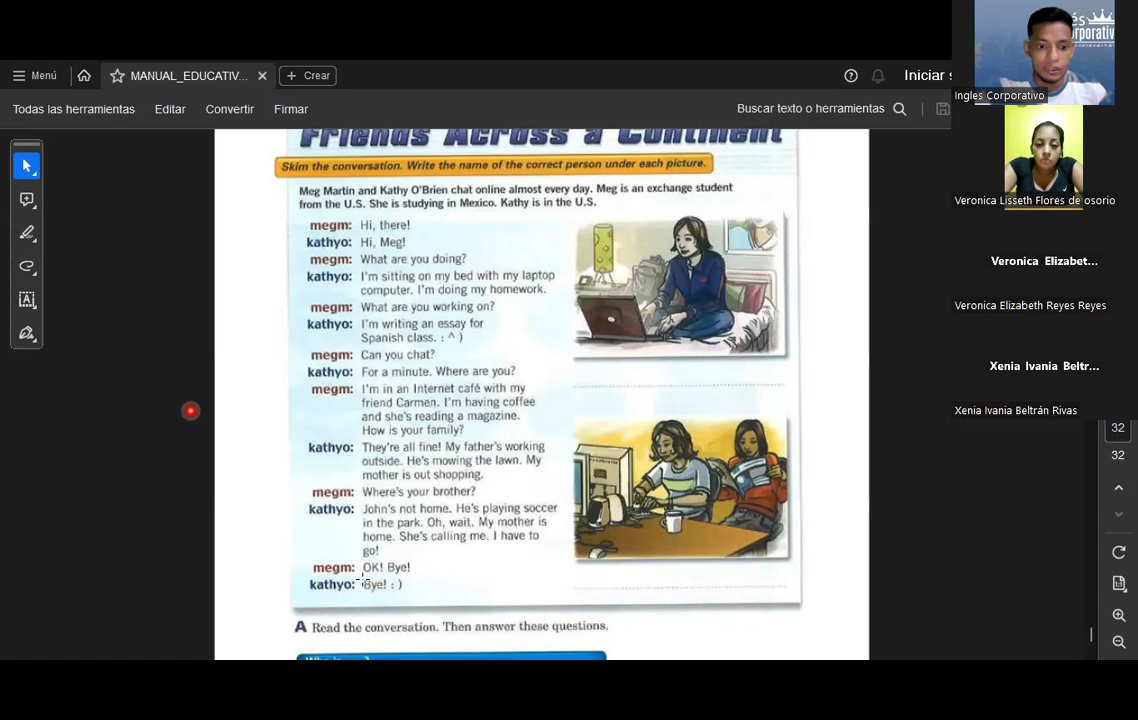 Menú
MANUAL_EDUCATIV...
Crear
Iniciar s
Todas las herramientas
Editar
Convertir
Firmar
Buscar texto o herramientas
Friends Across a Continent
Skim the conversation. Write the name of the correct person under each picture.
Meg Martin and Kathy O'Brien chat online almost every day. Meg is an exchange student
from the U.S. She is studying in Mexico. Kathy is in the U.S.
megm: Hi, there!
kathyo: Hi, Meg!
megm: What are you doing?
kathyo: I'm sitting on my bed with my laptop
computer. I'm doing my homework.
megm: What are you working on?
kathyo: I'm writing an essay for
Spanish class. : ^ )
megm: Can you chat?
kathyo: For a minute. Where are you?
megm: I'm in an Internet café with my
friend Carmen. I'm having coffee
and she's reading a magazine.
How is your family?
kathyo: They're all fine! My father's working
outside. He's mowing the lawn. My
mother is out shopping.
megm: Where's your brother?
kathyo: John's not home. He's playing soccer
in the park. Oh, wait. My mother is
home. She's calling me. I have to
go!
megm: OK! Bye!
kathyo: Bye! : )
A Read the conversation. Then answer these questions.
Ingles Corporativo
Veronica Lisseth Flores de osorio
Veronica Elizabet...
Veronica Elizabeth Reyes Reyes
Xenia Ivania Beltr...
Xenia Ivania Beltrán Rivas
32
32